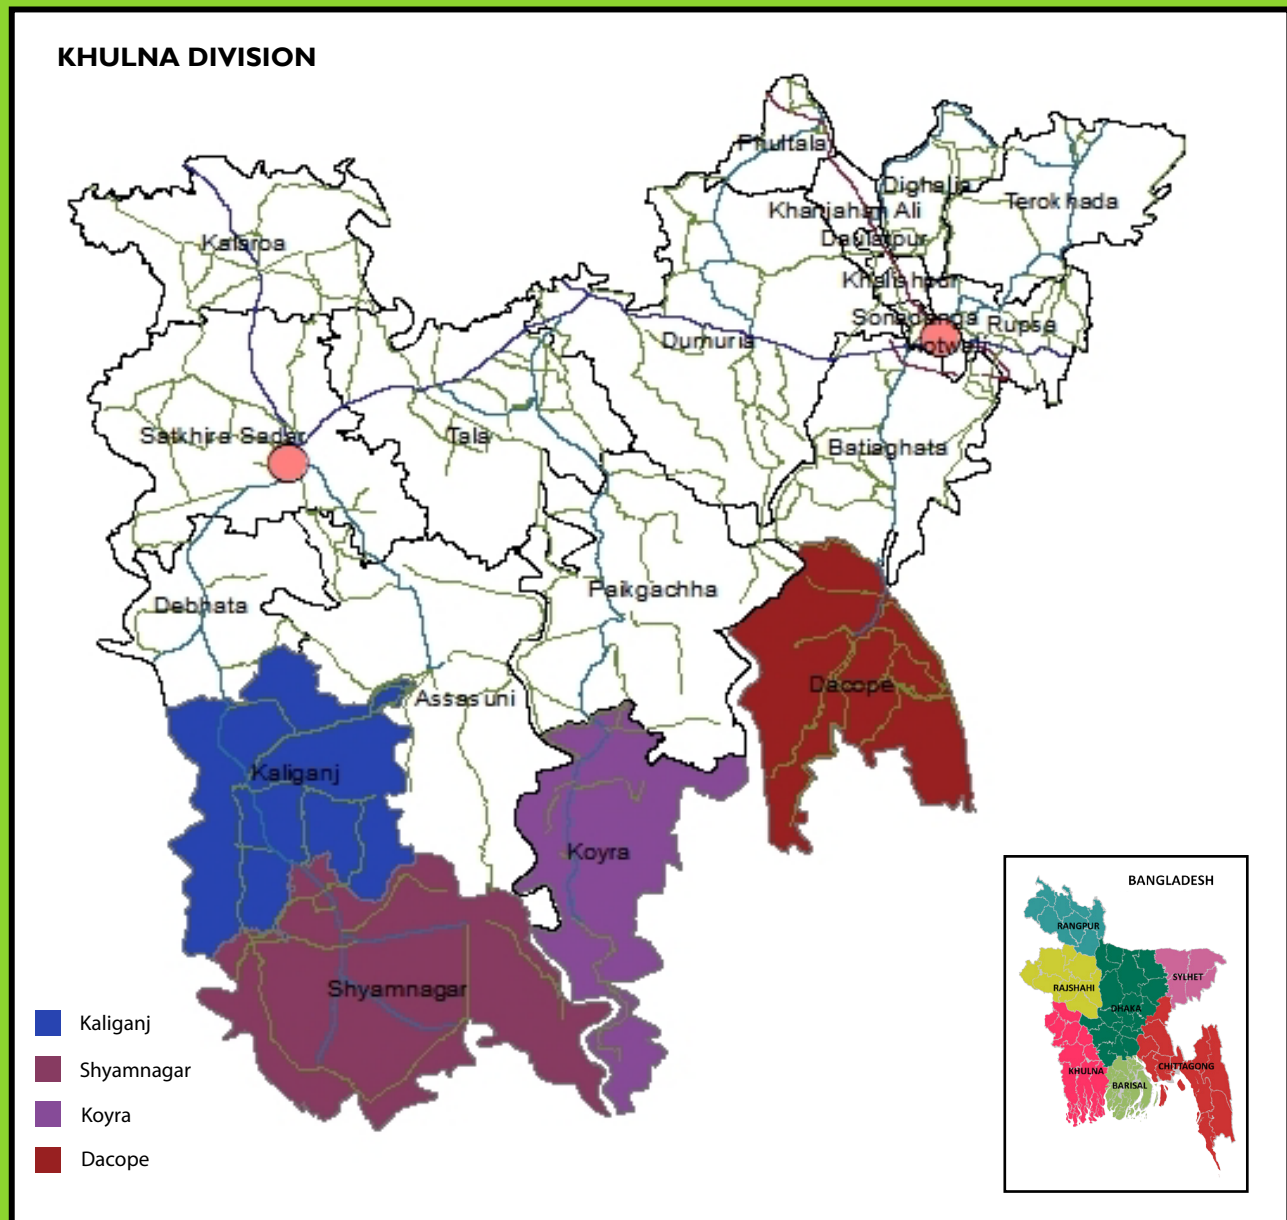 KHULNA DIVISION
Phultala
Dighalia
Terokhada
Khanjahan Ali
Kalaroa
Daulatpur
Khalishpur
Sonadanga
Rupsa
Dumuria
Kotwali
Satkhira Sadar
Tala
Batiaghata
Paikgachha
Debhata
Dacope
Assasuni
Kaliganj
Koyra
Shyamnagar
Kaliganj
Shyamnagar
Koyra
Dacope
BANGLADESH
RANGPUR
SYLHET
RAJSHAHI
DHAKA
CHITTAGONG
KHULNA
BARISAL